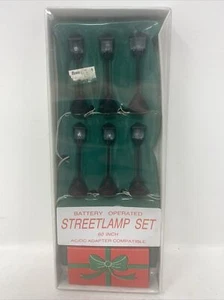 BATTERY OPERATED
STREETLAMP SET
AC/DC ADAPTER COMPATIBLE